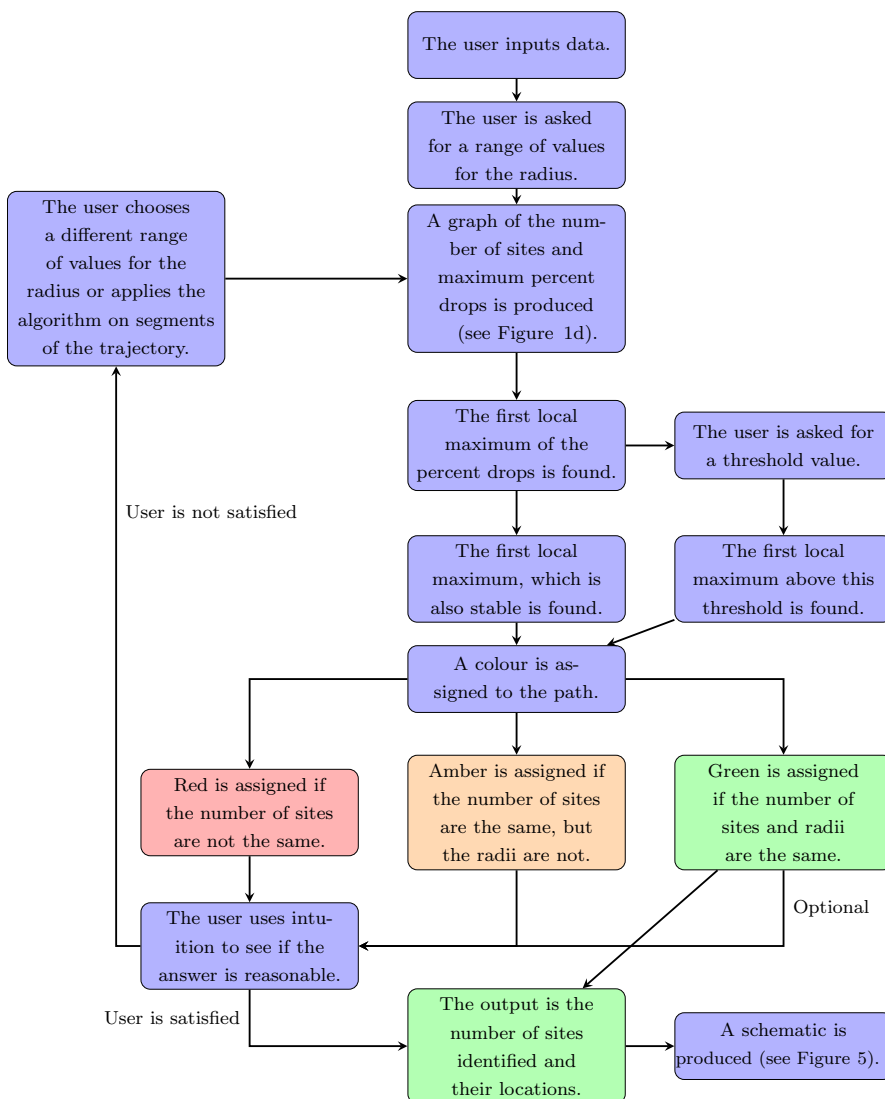 The user inputs data.
The user is asked
for a range of values
for the radius.
The user chooses
a different range
of values for the
radius or applies the
algorithm on segments
of the trajectory.
A graph of the num-
ber of sites and
maximum percent
drops is produced
(see Figure 1d).
The first local
maximum of the
percent drops is found.
The user is asked for
a threshold value.
User is not satisfied
The first local
maximum, which is
also stable is found.
The first local
maximum above this
threshold is found.
A colour is as-
signed to the path.
Red is assigned if
the number of sites
are not the same.
Amber is assigned if
the number of sites
are the same, but
the radii are not.
Green is assigned
if the number of
sites and radii
are the same.
Optional
The user uses intu-
ition to see if the
answer is reasonable.
User is satisfied
The output is the
number of sites
identified and
their locations.
A schematic is
produced (see Figure 5).